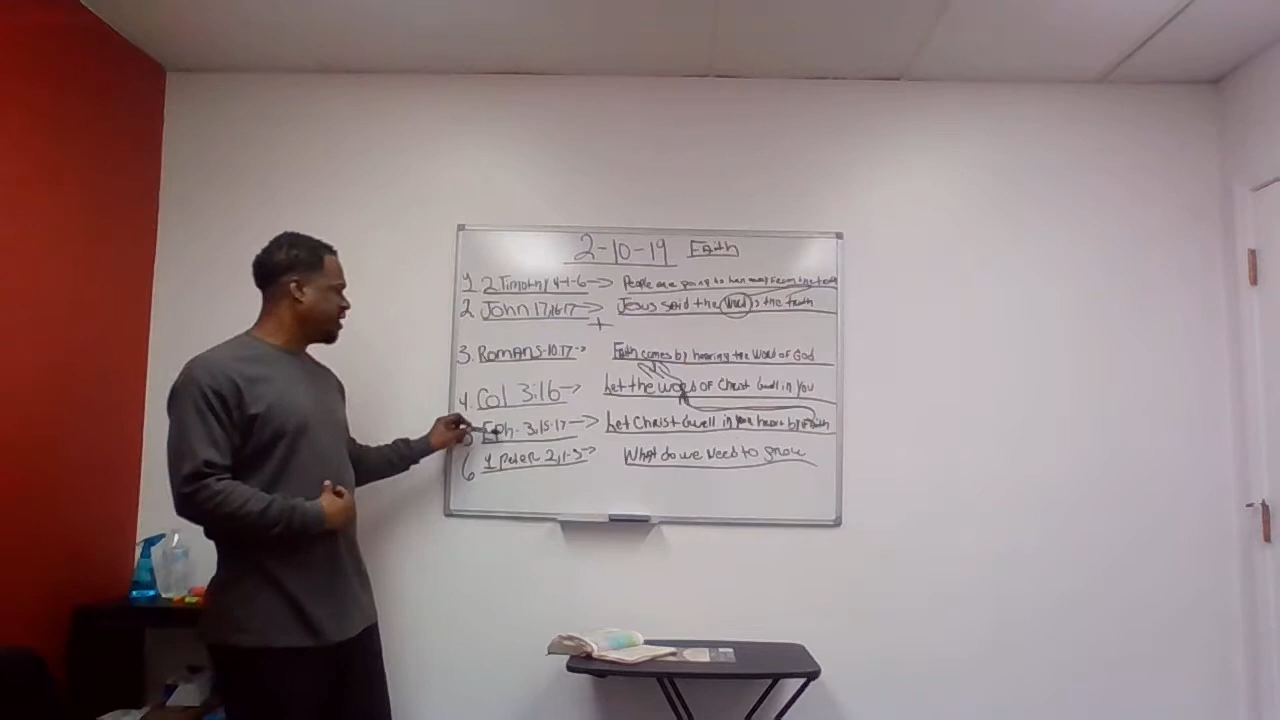 2-10-19 Faith
1 2 Timothy 4-1-6 → People are going to turn away From the truth
2. John 17,16-17 → Jesus said the Word is the truth
+
3. Romans-10:17 → Faith comes by hearing the Word of God
4. Col 3:16 → Let the word of Christ dwell in you
5 Eph-3,15-17 → Let Christ dwell in your heart by Faith
6 1 Peter 2,1-3 → What do we need to grow